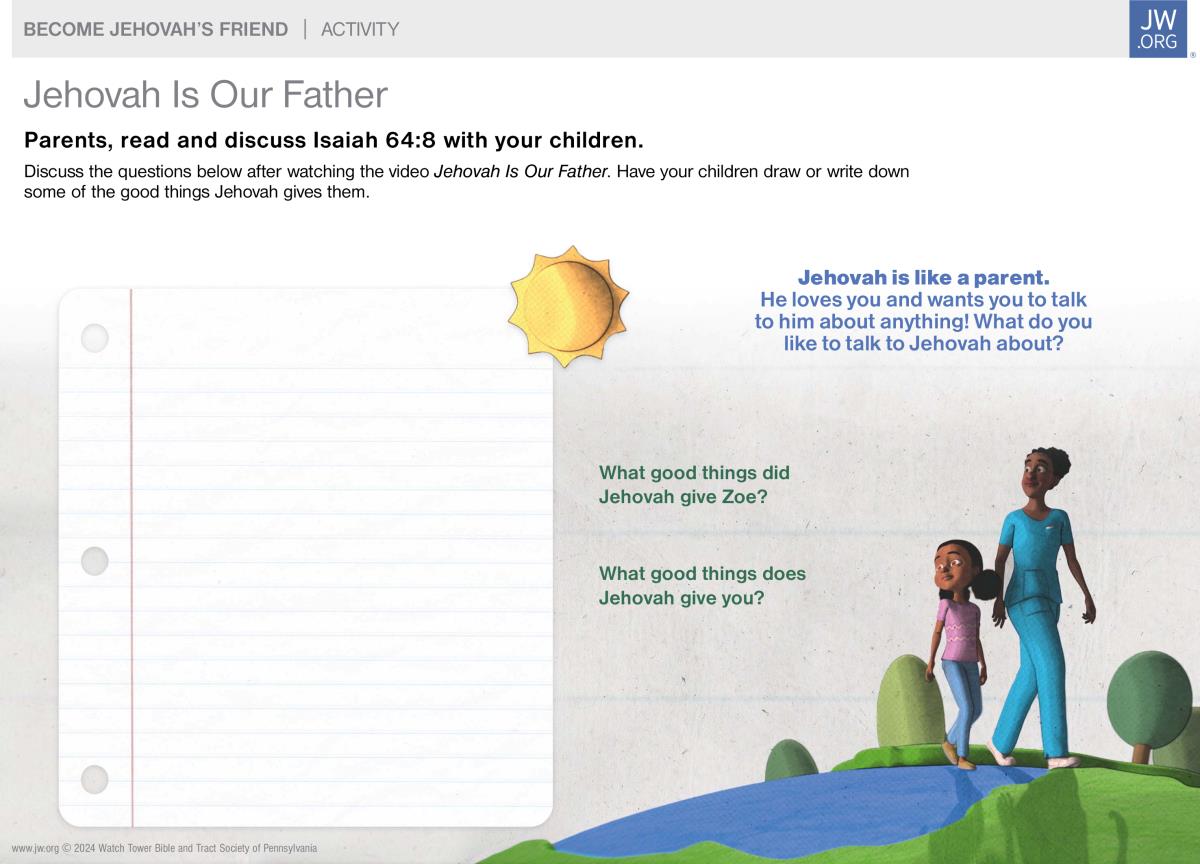 BECOME JEHOVAH'S FRIEND | ACTIVITY
JW
.ORG
®
Jehovah Is Our Father
Parents, read and discuss Isaiah 64:8 with your children.
Discuss the questions below after watching the video Jehovah Is Our Father. Have your children draw or write down
some of the good things Jehovah gives them.
Jehovah is like a parent.
He loves you and wants you to talk
to him about anything! What do you
like to talk to Jehovah about?
What good things did
Jehovah give Zoe?
What good things does
Jehovah give you?
www.jw.org © 2024 Watch Tower Bible and Tract Society of Pennsylvania